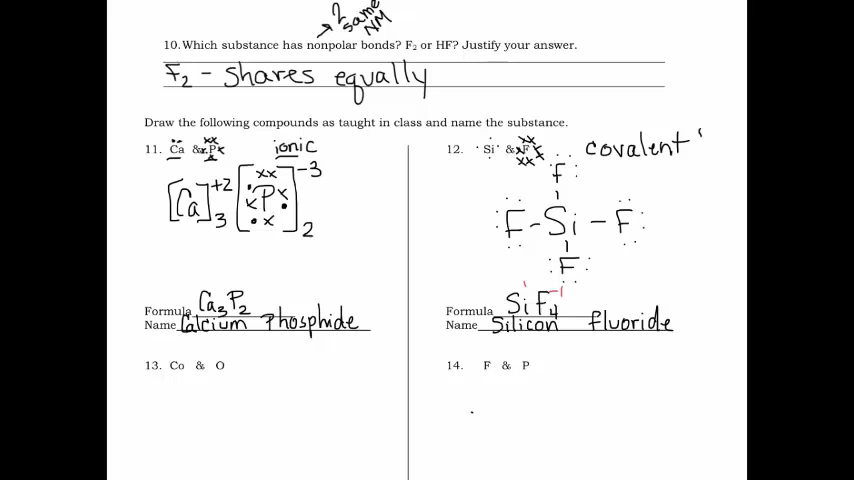 2
same
NM
10. Which substance has nonpolar bonds? F2 or HF? Justify your answer.
F2 - shares equally
Draw the following compounds as taught in class and name the substance.
11. Ca & P ionic
[Ca]+2 3 [P]-3 2
Formula Ca3P2
Name Calcium Phosphide
12. Si & F covalent
F
F - Si - F
F
Formula SiF4 -1
Name Silicon fluoride
13. Co & O
14. F & P